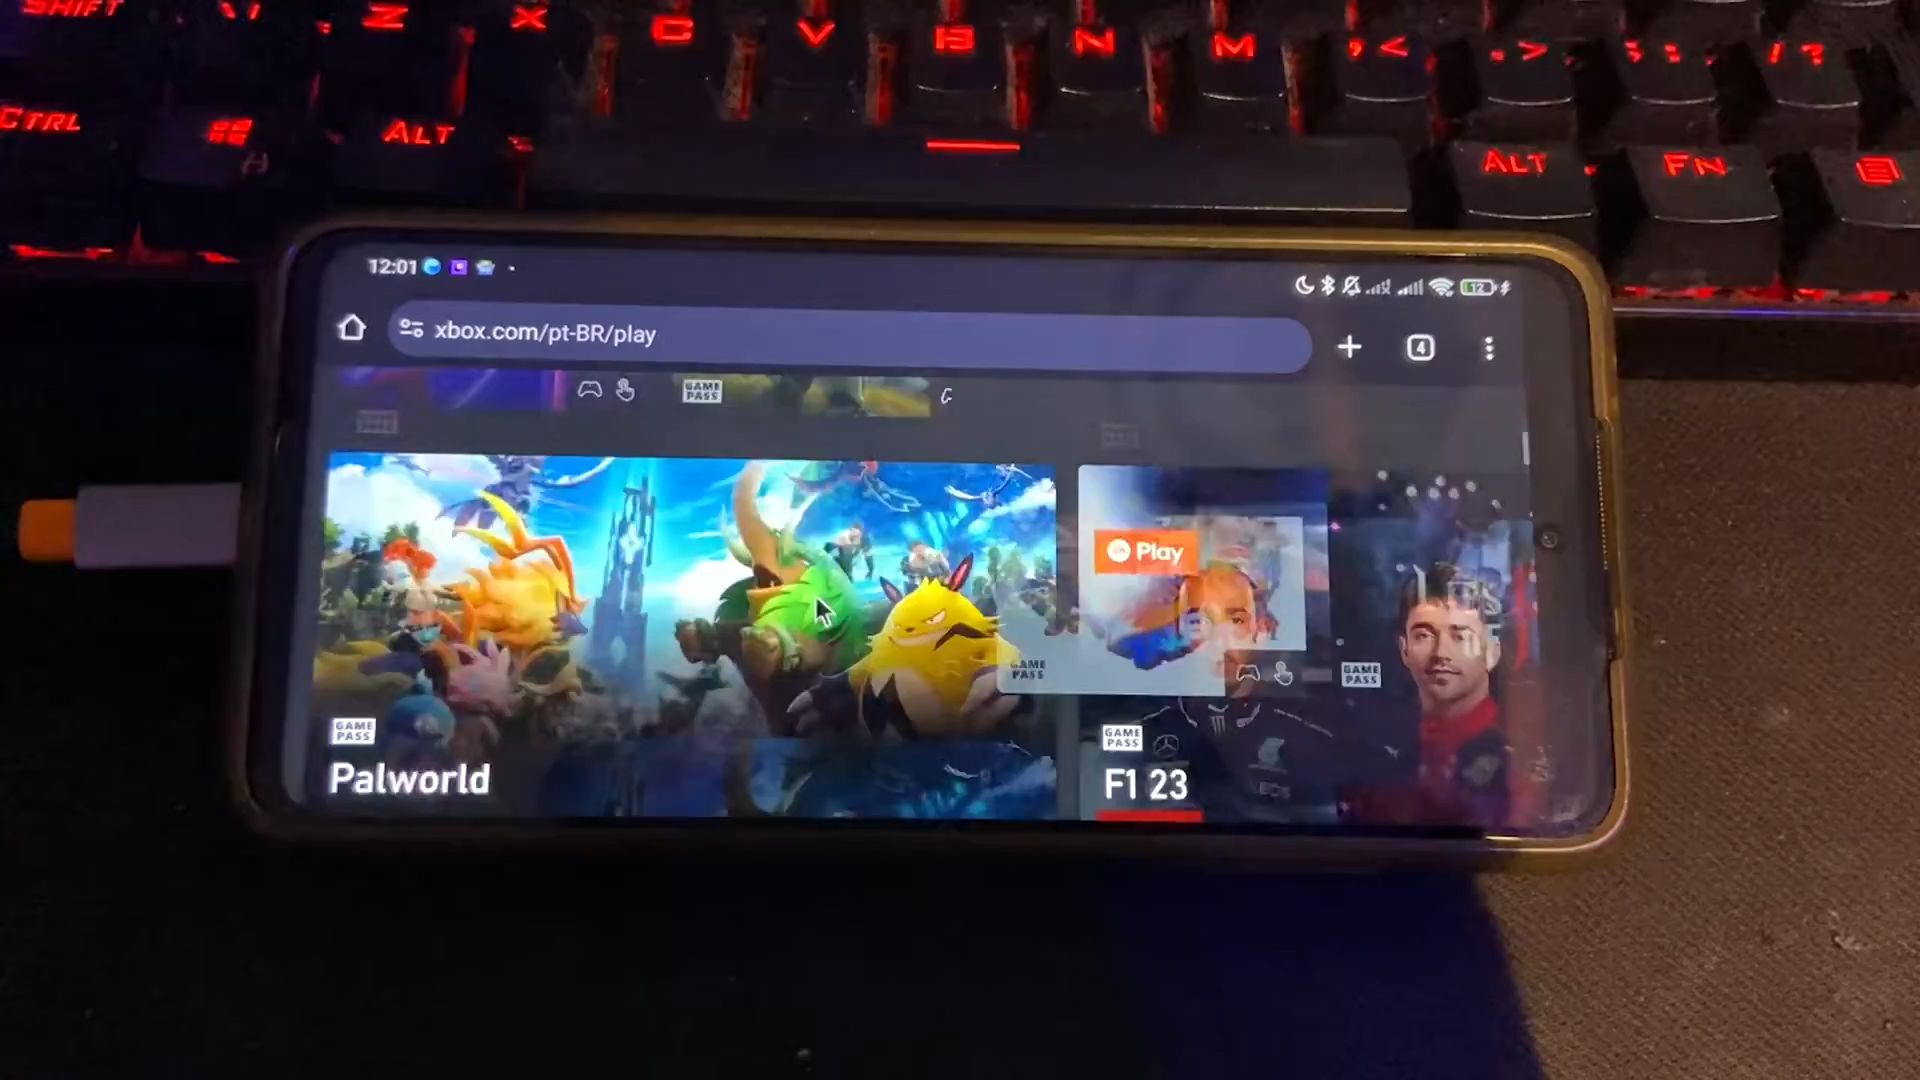 SHIFT Z X C V B N M , < . > ; : / ?
CTRL ALT ALT FN
12:01
12
xbox.com/pt-BR/play
4
GAME PASS
Play
GAME PASS
GAME PASS
GAME PASS
GAME PASS
Palworld
F1 23